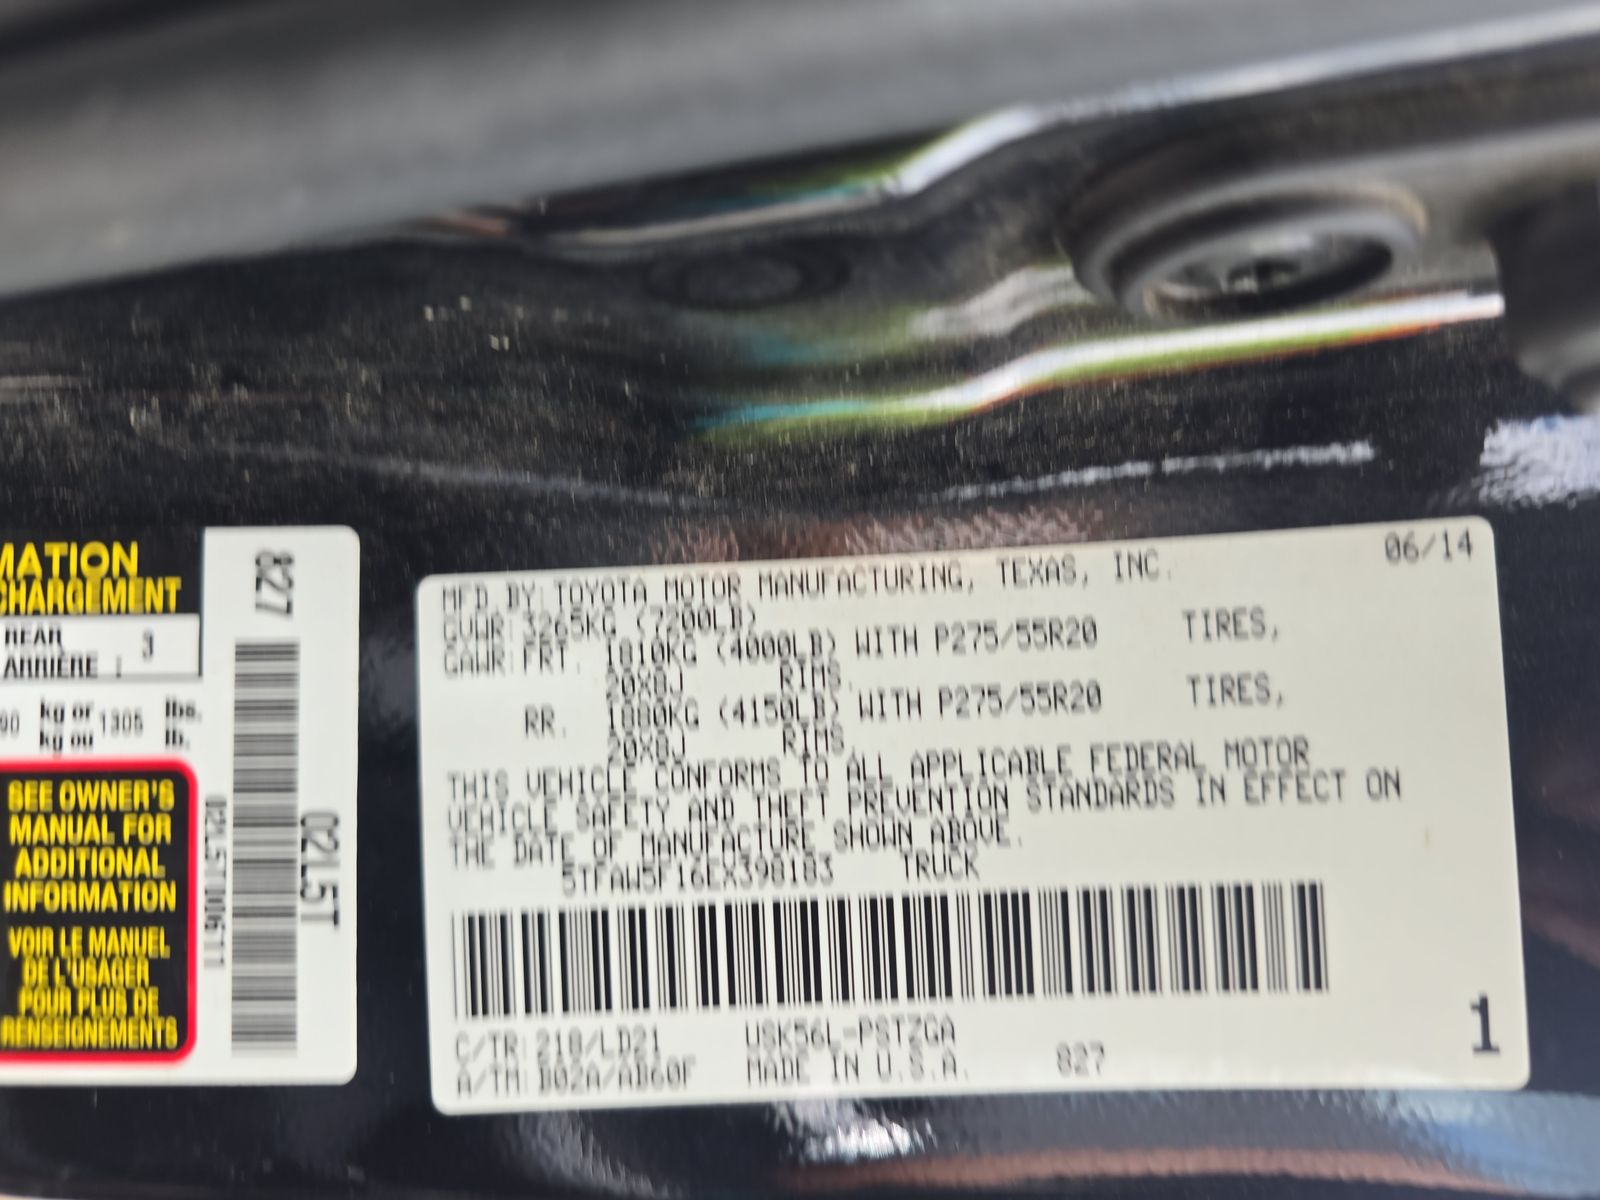 MATION
CHARGEMENT
REAR
ARRIÈRE : 3
90 kg or 1305 lbs.
kg ou lb.
SEE OWNER'S
MANUAL FOR
ADDITIONAL
INFORMATION
VOIR LE MANUEL
DE L'USAGER
POUR PLUS DE
RENSEIGNEMENTS
827
02L5T
MFD.BY:TOYOTA MOTOR MANUFACTURING, TEXAS, INC. 06/14
GVWR:3265KG (7200LB)
GAWR:FRT. 1810KG (4000LB) WITH P275/55R20 TIRES,
20X8J RIMS,
RR. 1880KG (4150LB) WITH P275/55R20 TIRES,
20X8J RIMS,
THIS VEHICLE CONFORMS TO ALL APPLICABLE FEDERAL MOTOR
VEHICLE SAFETY AND THEFT PREVENTION STANDARDS IN EFFECT ON
THE DATE OF MANUFACTURE SHOWN ABOVE.
5TFAW5F16EX398183 TRUCK
C/TR:218/LD21 USK56L-PSTZGA
A/TM:B02A/AB60F MADE IN U.S.A. 827
1